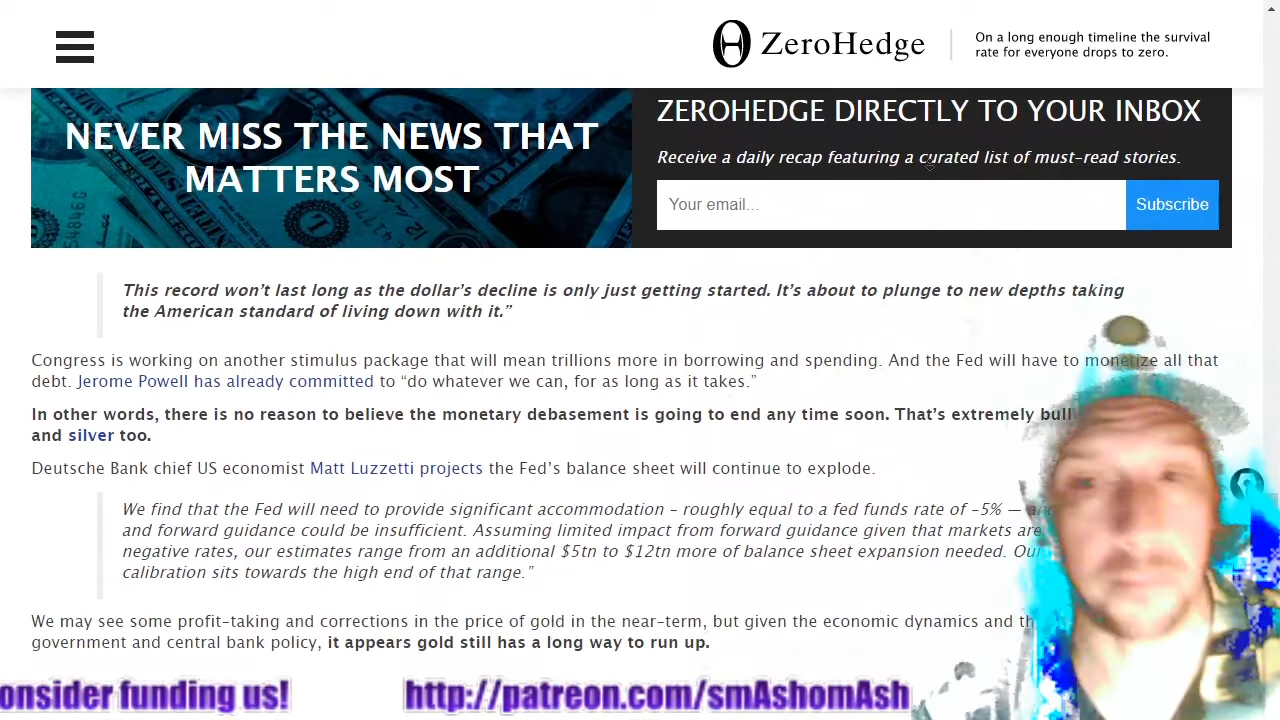 ZeroHedge
On a long enough timeline the survival
rate for everyone drops to zero.
NEVER MISS THE NEWS THAT
MATTERS MOST
ZEROHEDGE DIRECTLY TO YOUR INBOX
Receive a daily recap featuring a curated list of must-read stories.
Your email...
Subscribe
This record won’t last long as the dollar’s decline is only just getting started. It’s about to plunge to new depths taking
the American standard of living down with it.”
Congress is working on another stimulus package that will mean trillions more in borrowing and spending. And the Fed will have to monetize all that
debt. Jerome Powell has already committed to “do whatever we can, for as long as it takes.”
In other words, there is no reason to believe the monetary debasement is going to end any time soon. That’s extremely bull
and silver too.
Deutsche Bank chief US economist Matt Luzzetti projects the Fed’s balance sheet will continue to explode.
We find that the Fed will need to provide significant accommodation – roughly equal to a fed funds rate of -5% — and
and forward guidance could be insufficient. Assuming limited impact from forward guidance given that markets are
negative rates, our estimates range from an additional $5tn to $12tn more of balance sheet expansion needed. Our
calibration sits towards the high end of that range.”
We may see some profit-taking and corrections in the price of gold in the near-term, but given the economic dynamics and th
government and central bank policy, it appears gold still has a long way to run up.
onsider funding us! http://patreon.com/smAshomAsh